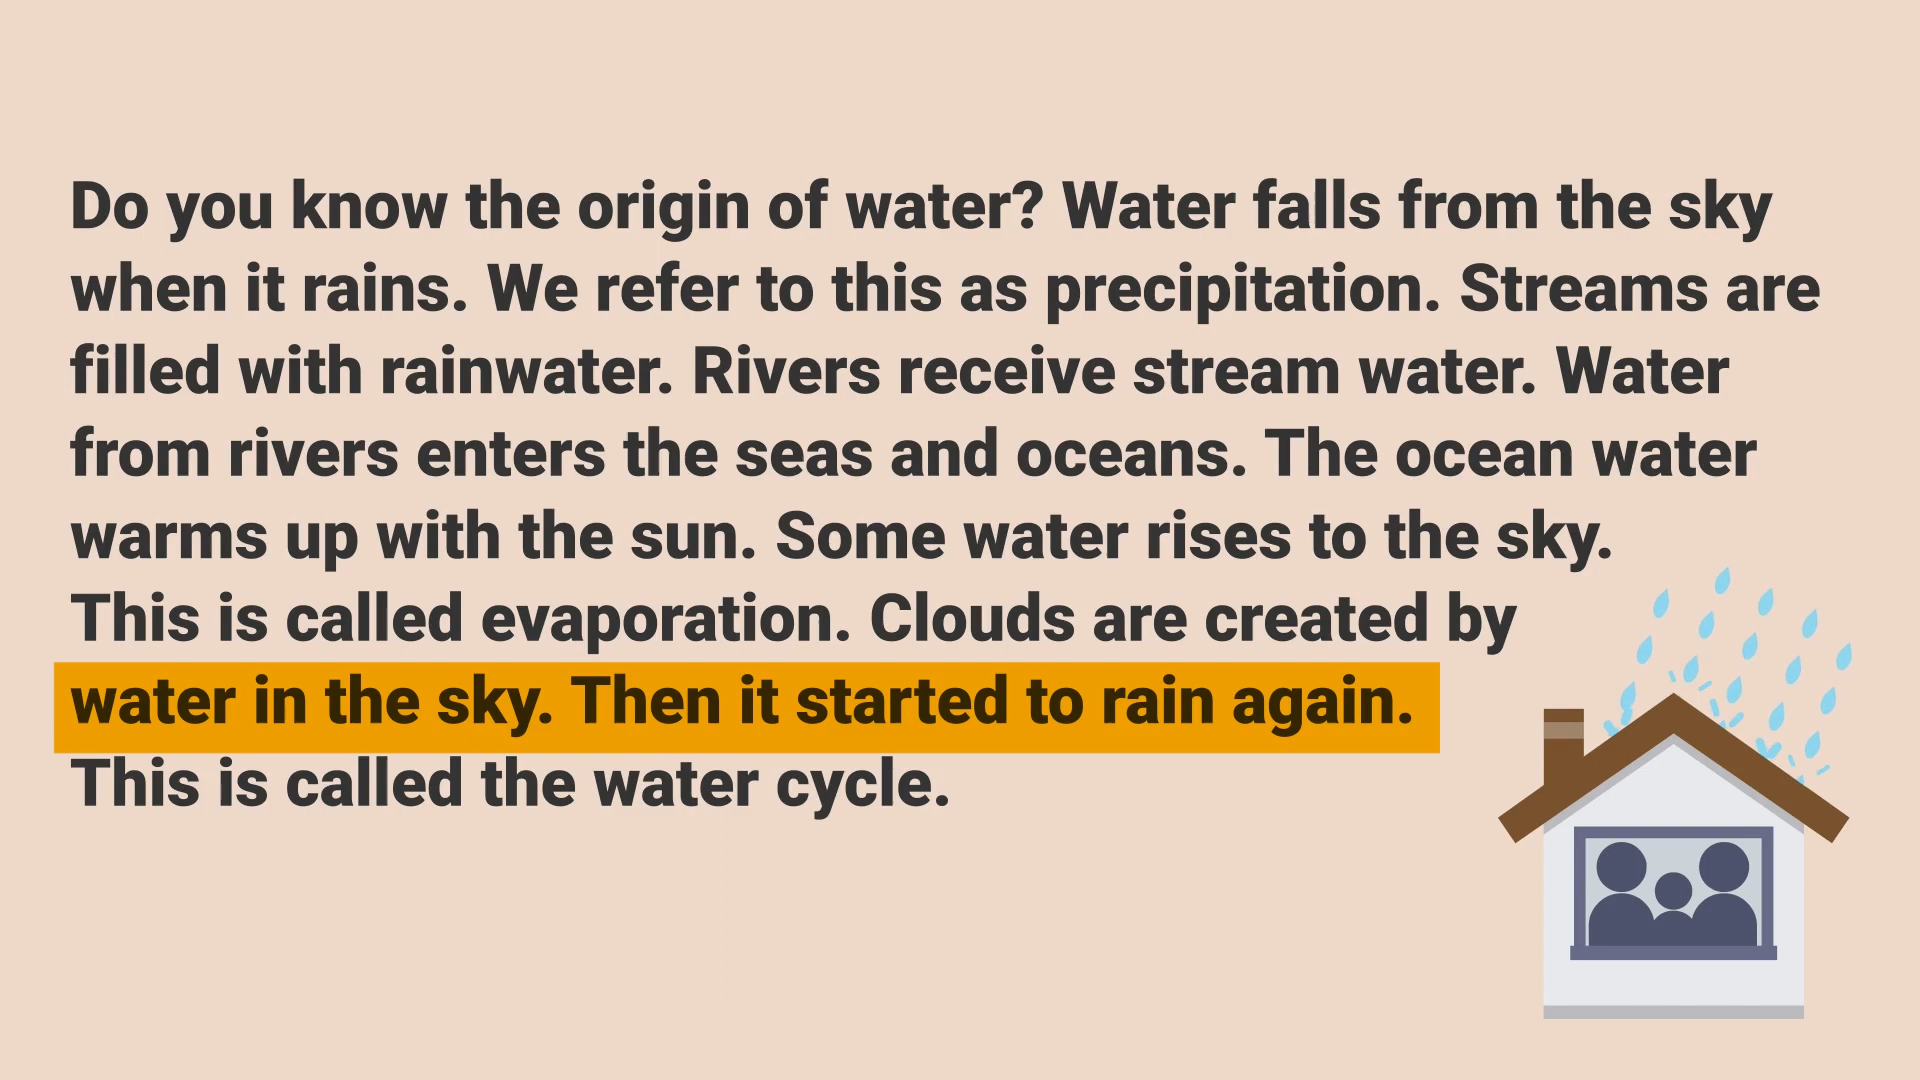 Do you know the origin of water? Water falls from the sky
when it rains. We refer to this as precipitation. Streams are
filled with rainwater. Rivers receive stream water. Water
from rivers enters the seas and oceans. The ocean water
warms up with the sun. Some water rises to the sky.
This is called evaporation. Clouds are created by
water in the sky. Then it started to rain again.
This is called the water cycle.